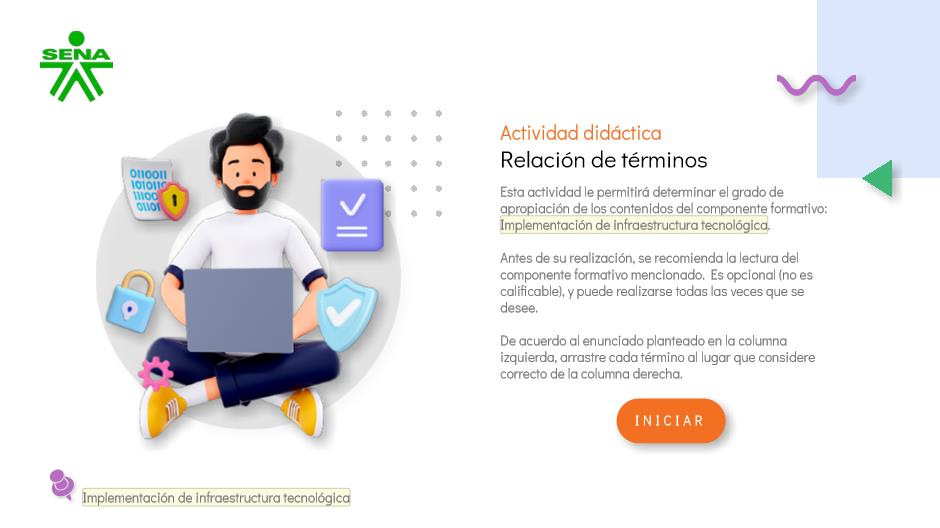 SENA
Actividad didáctica
Relación de términos
Esta actividad le permitirá determinar el grado de
apropiación de los contenidos del componente formativo:
Implementación de infraestructura tecnológica.
Antes de su realización, se recomienda la lectura del
componente formativo mencionado. Es opcional (no es
calificable), y puede realizarse todas las veces que se
desee.
De acuerdo al enunciado planteado en la columna
izquierda, arrastre cada término al lugar que considere
correcto de la columna derecha.
INICIAR
Implementación de infraestructura tecnológica